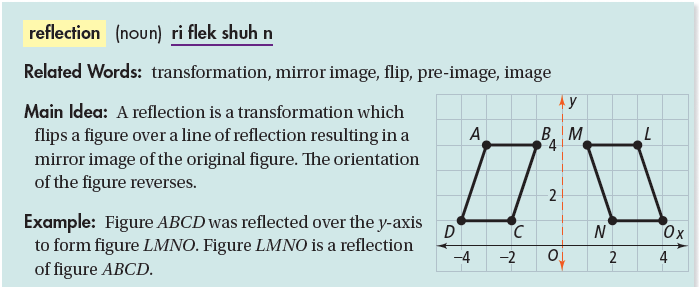 reflection (noun) ri flek shuh n
Related Words: transformation, mirror image, flip, pre-image, image
Main Idea: A reflection is a transformation which
flips a figure over a line of reflection resulting in a
mirror image of the original figure. The orientation
of the figure reverses.
Example: Figure ABCD was reflected over the y-axis
to form figure LMNO. Figure LMNO is a reflection
of figure ABCD.
y
A B M L
4
2
D C N O x
-4 -2 O 2 4